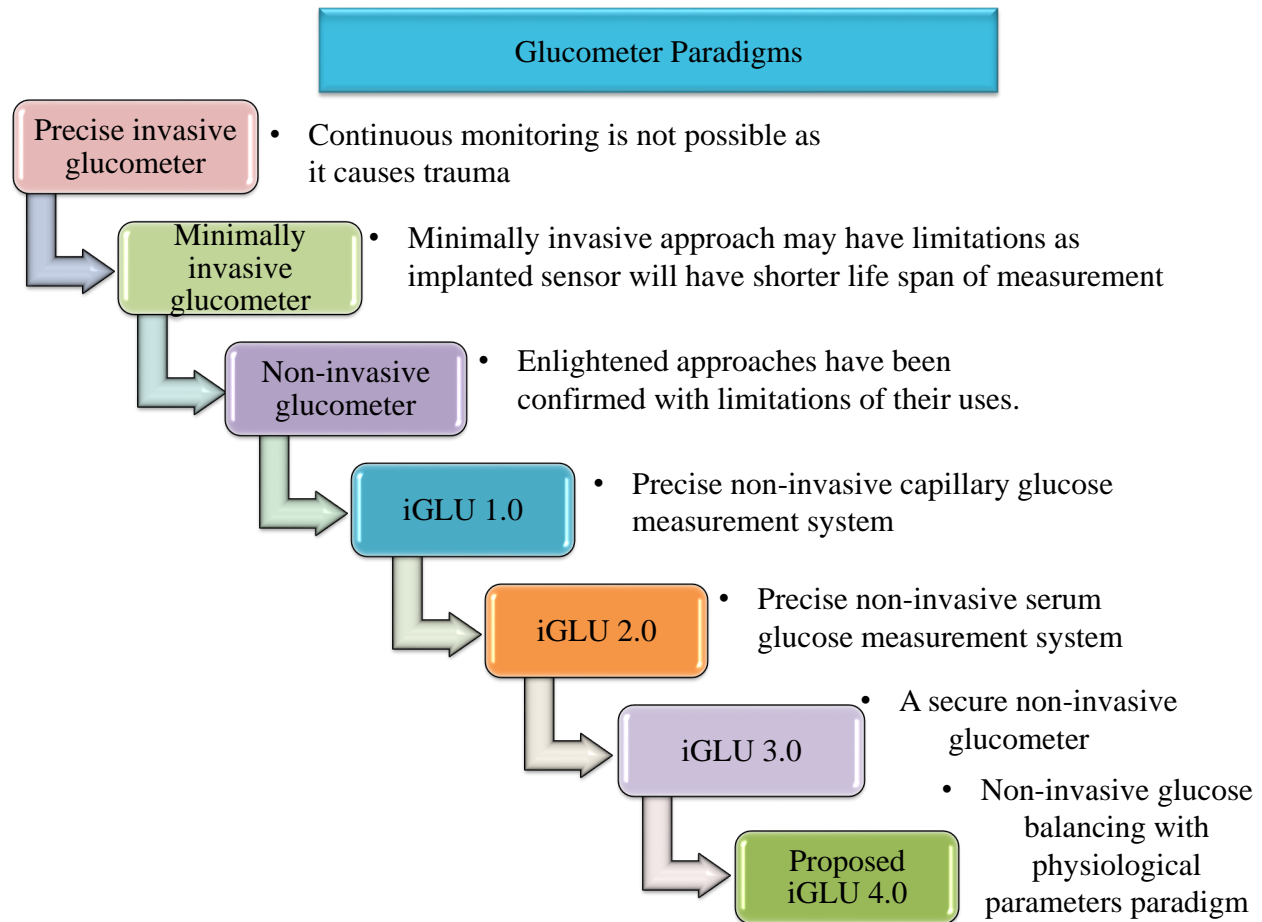 Glucometer Paradigms
Precise invasive
glucometer
• Continuous monitoring is not possible as
it causes trauma
Minimally
invasive
glucometer
• Minimally invasive approach may have limitations as
implanted sensor will have shorter life span of measurement
Non-invasive
glucometer
• Enlightened approaches have been
confirmed with limitations of their uses.
iGLU 1.0
• Precise non-invasive capillary glucose
measurement system
iGLU 2.0
• Precise non-invasive serum
glucose measurement system
iGLU 3.0
• A secure non-invasive
glucometer
Proposed
iGLU 4.0
• Non-invasive glucose
balancing with
physiological
parameters paradigm